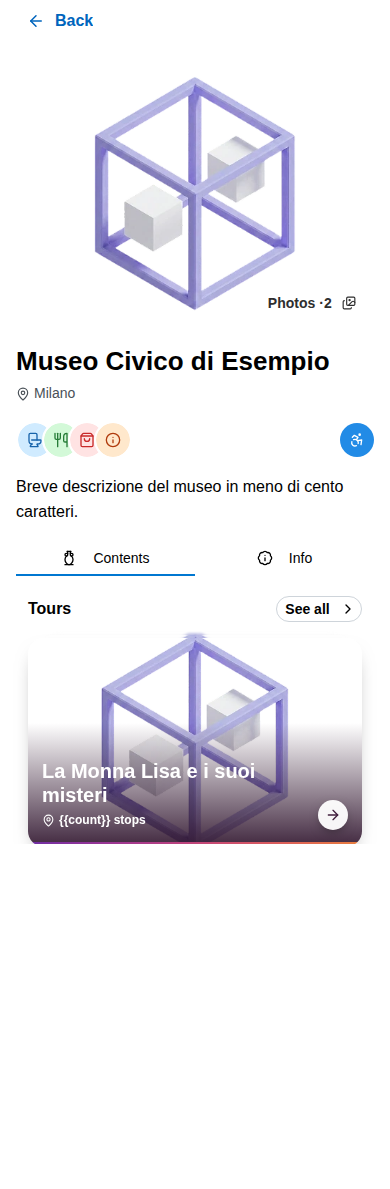 Back
Photos ·2
Museo Civico di Esempio
Milano
Breve descrizione del museo in meno di cento
caratteri.
Contents
Info
Tours
See all
La Monna Lisa e i suoi
misteri
{{count}} stops